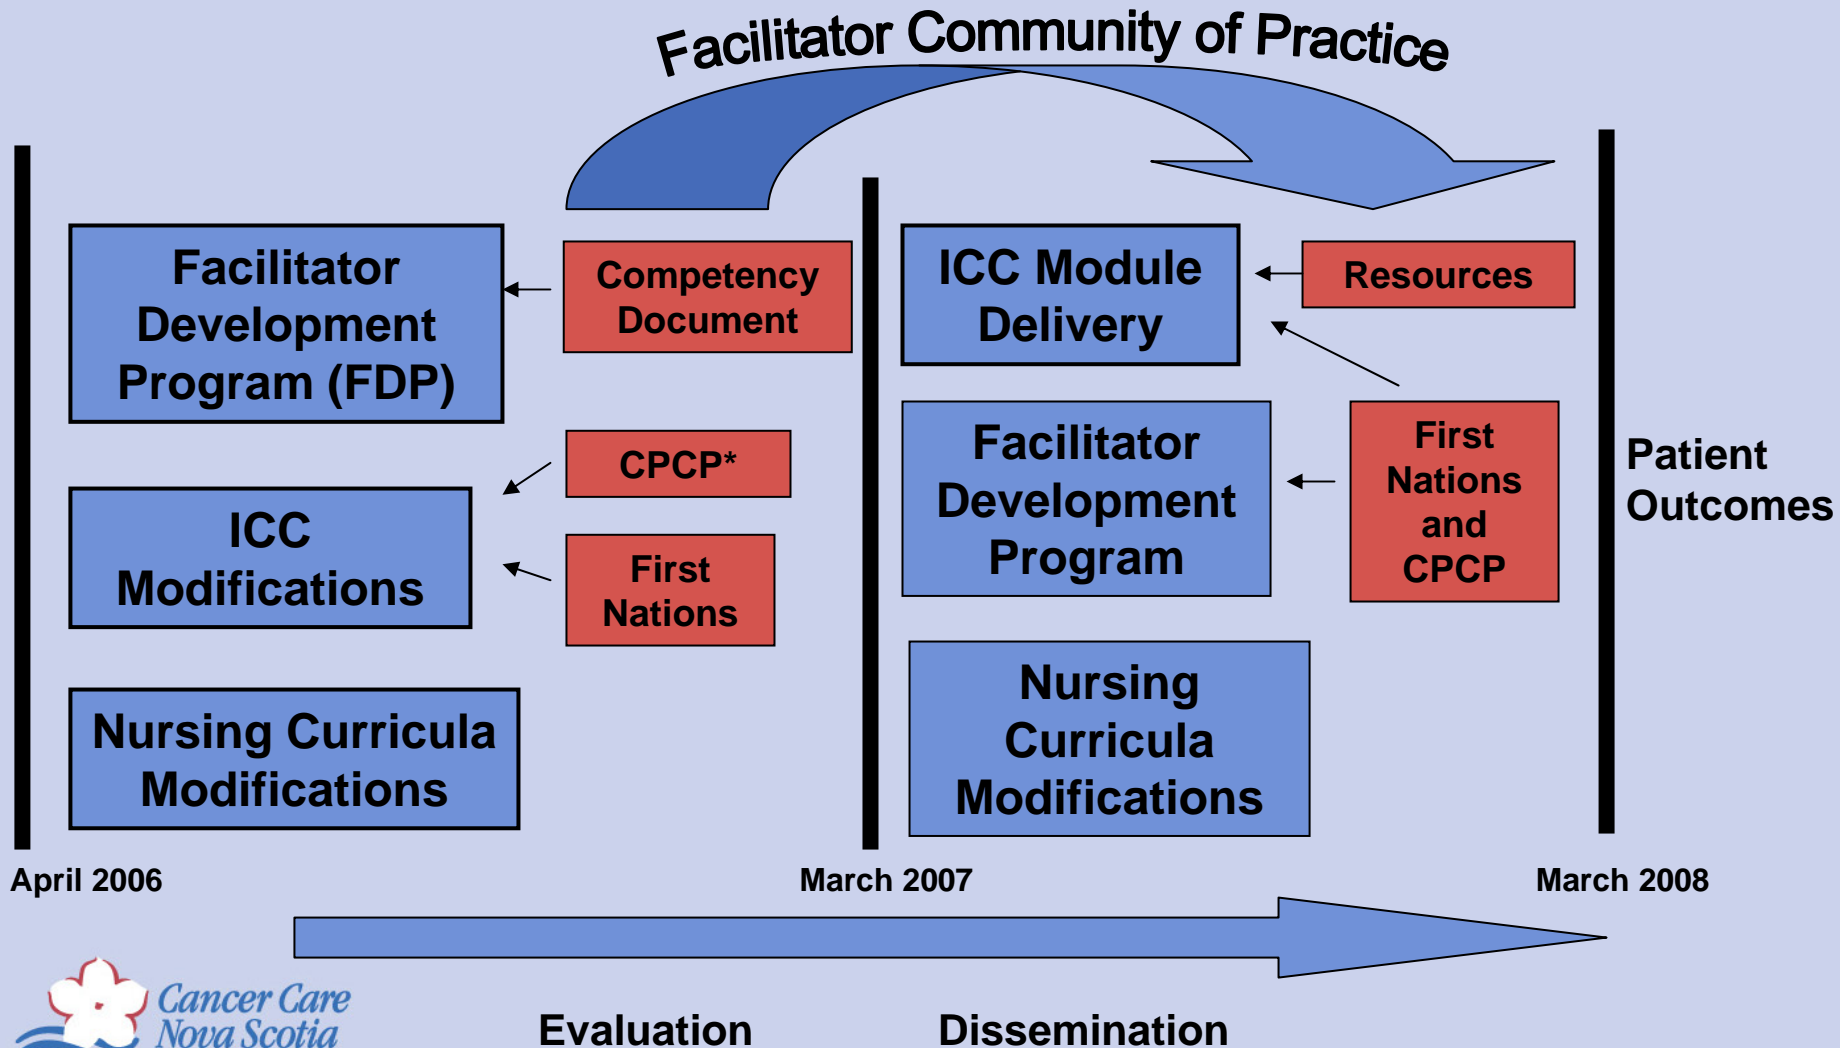 Facilitator Community of Practice
Facilitator
Development
Program (FDP)
Competency
Document
CPCP*
ICC
Modifications
First
Nations
Nursing Curricula
Modifications
ICC Module
Delivery
Resources
Facilitator
Development
Program
First
Nations
and
CPCP
Nursing
Curricula
Modifications
Patient
Outcomes
April 2006
March 2007
March 2008
Cancer Care
Nova Scotia
Evaluation
Dissemination